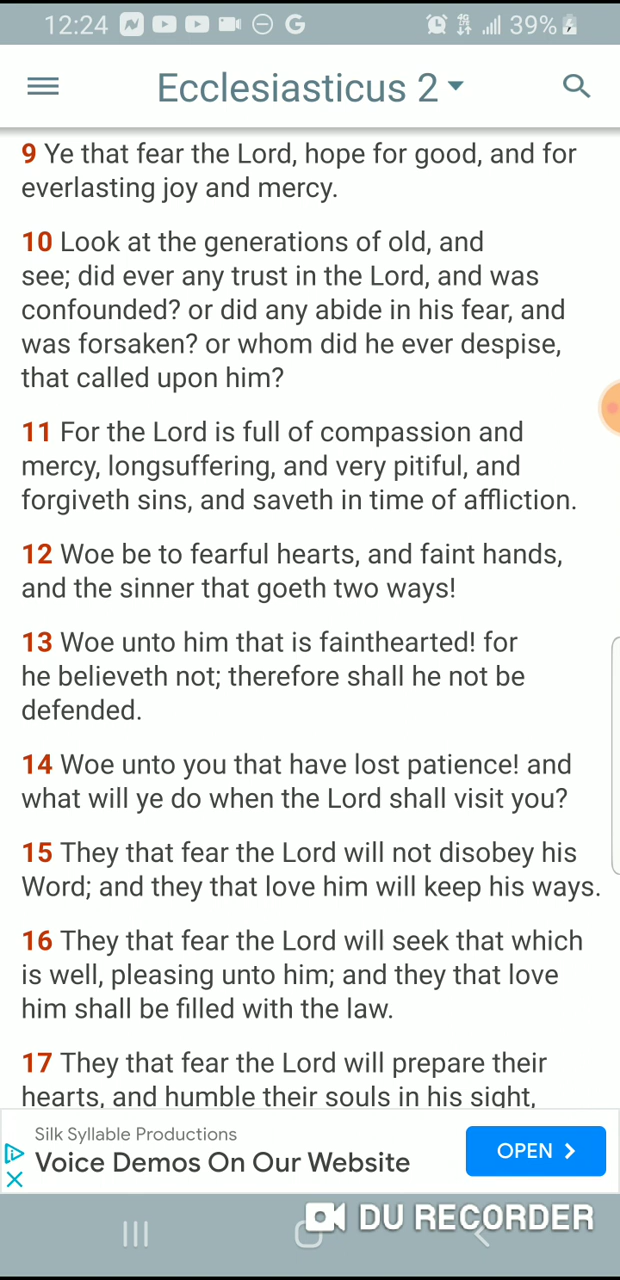 12:24
39%
Ecclesiasticus 2
9 Ye that fear the Lord, hope for good, and for
everlasting joy and mercy.
10 Look at the generations of old, and
see; did ever any trust in the Lord, and was
confounded? or did any abide in his fear, and
was forsaken? or whom did he ever despise,
that called upon him?
11 For the Lord is full of compassion and
mercy, longsuffering, and very pitiful, and
forgiveth sins, and saveth in time of affliction.
12 Woe be to fearful hearts, and faint hands,
and the sinner that goeth two ways!
13 Woe unto him that is fainthearted! for
he believeth not; therefore shall he not be
defended.
14 Woe unto you that have lost patience! and
what will ye do when the Lord shall visit you?
15 They that fear the Lord will not disobey his
Word; and they that love him will keep his ways.
16 They that fear the Lord will seek that which
is well, pleasing unto him; and they that love
him shall be filled with the law.
17 They that fear the Lord will prepare their
hearts, and humble their souls in his sight,
Silk Syllable Productions
Voice Demos On Our Website
OPEN
DU RECORDER